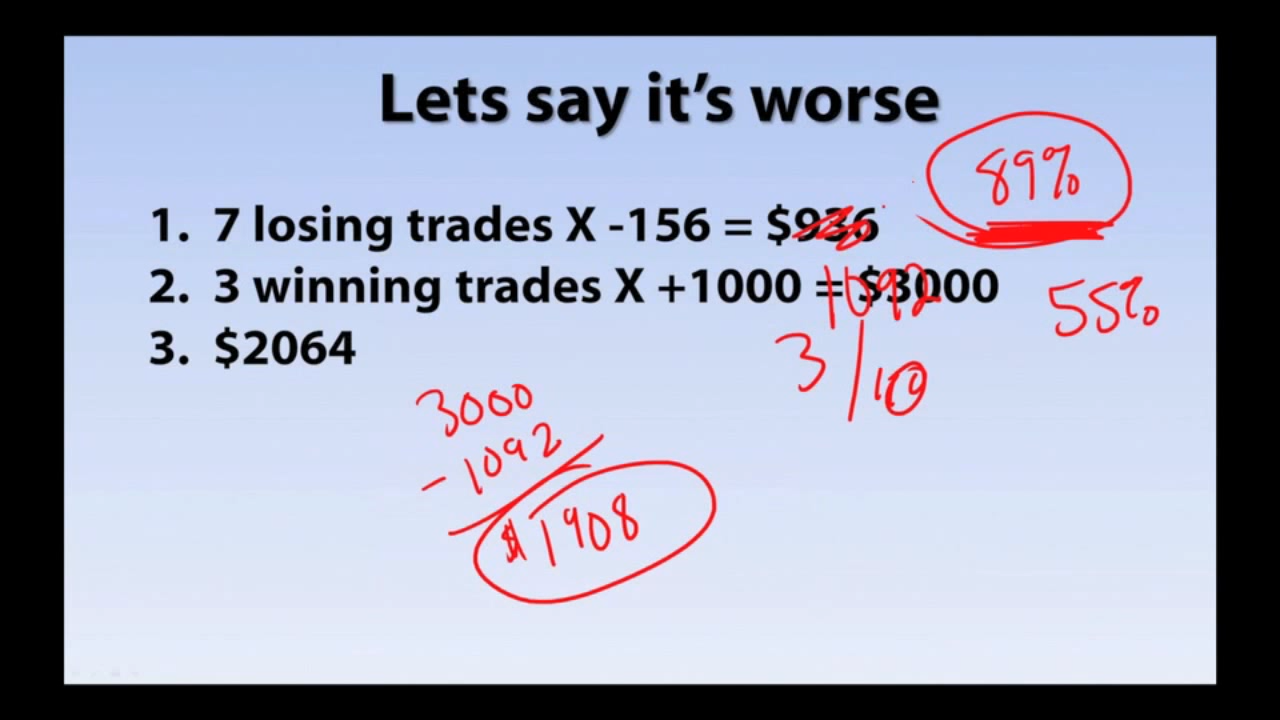 Lets say it's worse
89%
1. 7 losing trades X -156 = $936
1092
2. 3 winning trades X +1000 = $3000
55%
3. $2064
3/10
3000
- 1092
$1908